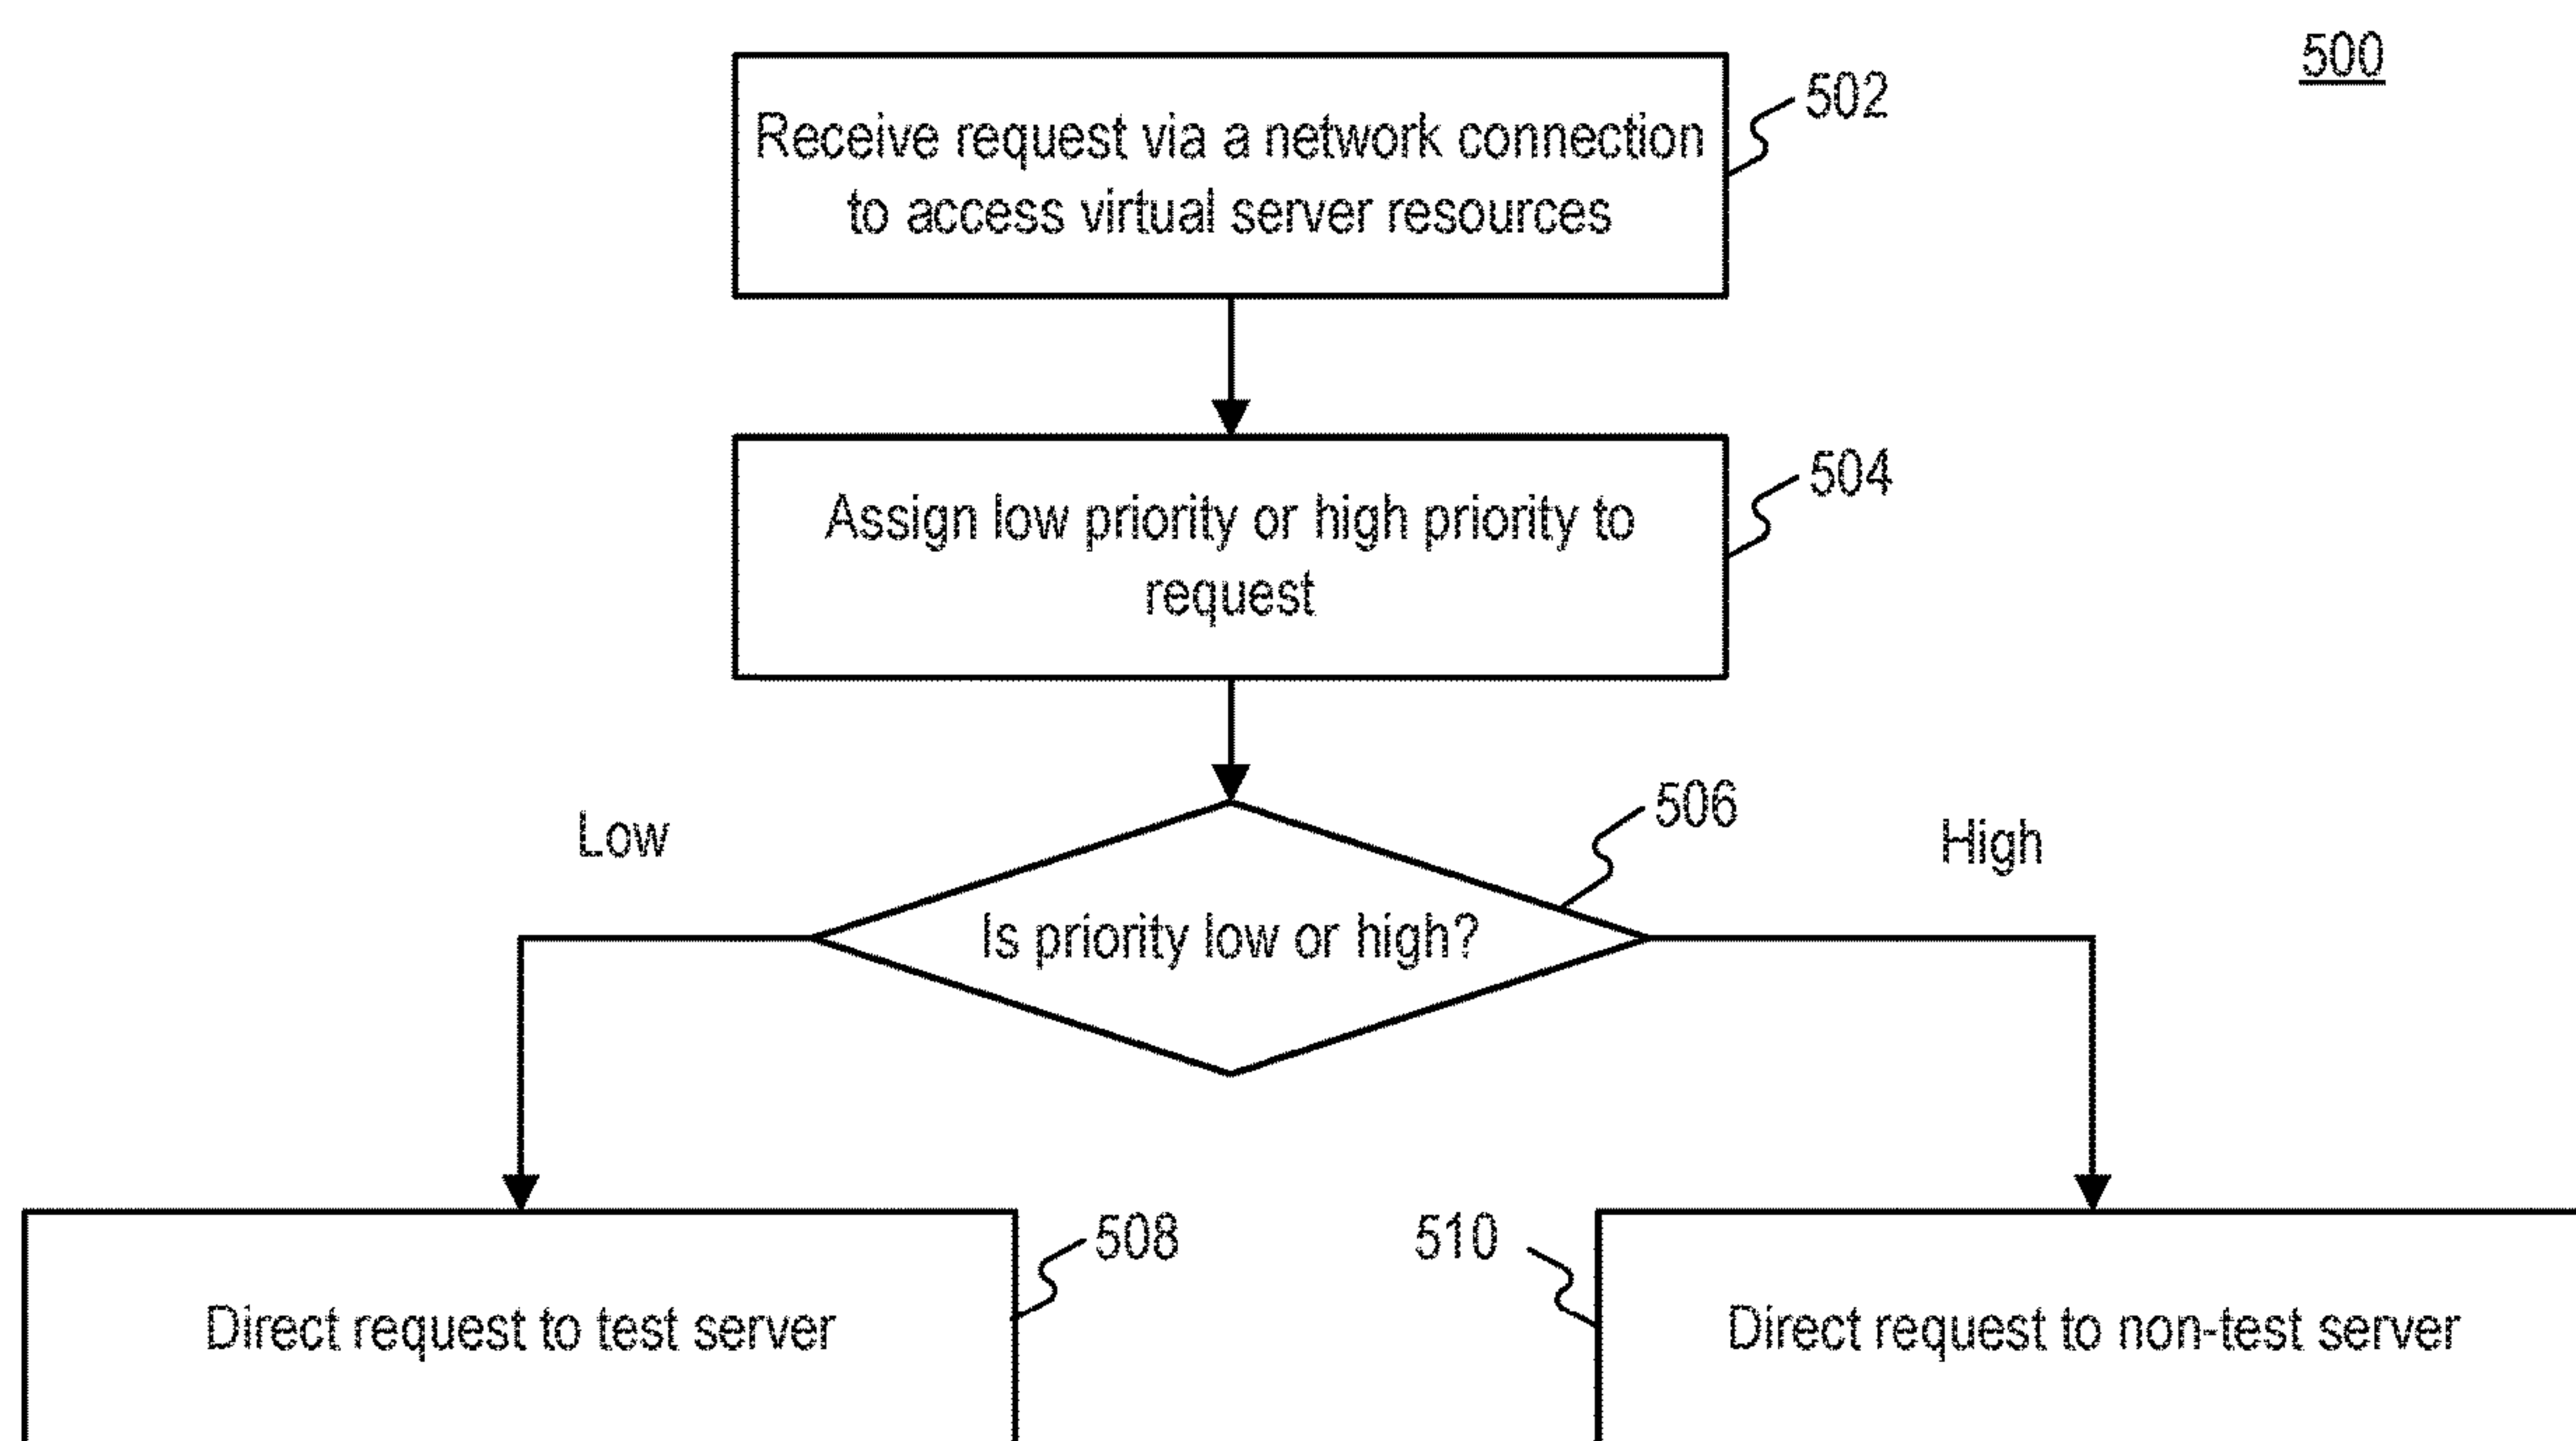 500
502
Receive request via a network connection
to access virtual server resources
504
Assign low priority or high priority to
request
506
Low
High
Is priority low or high?
508
510
Direct request to test server
Direct request to non-test server